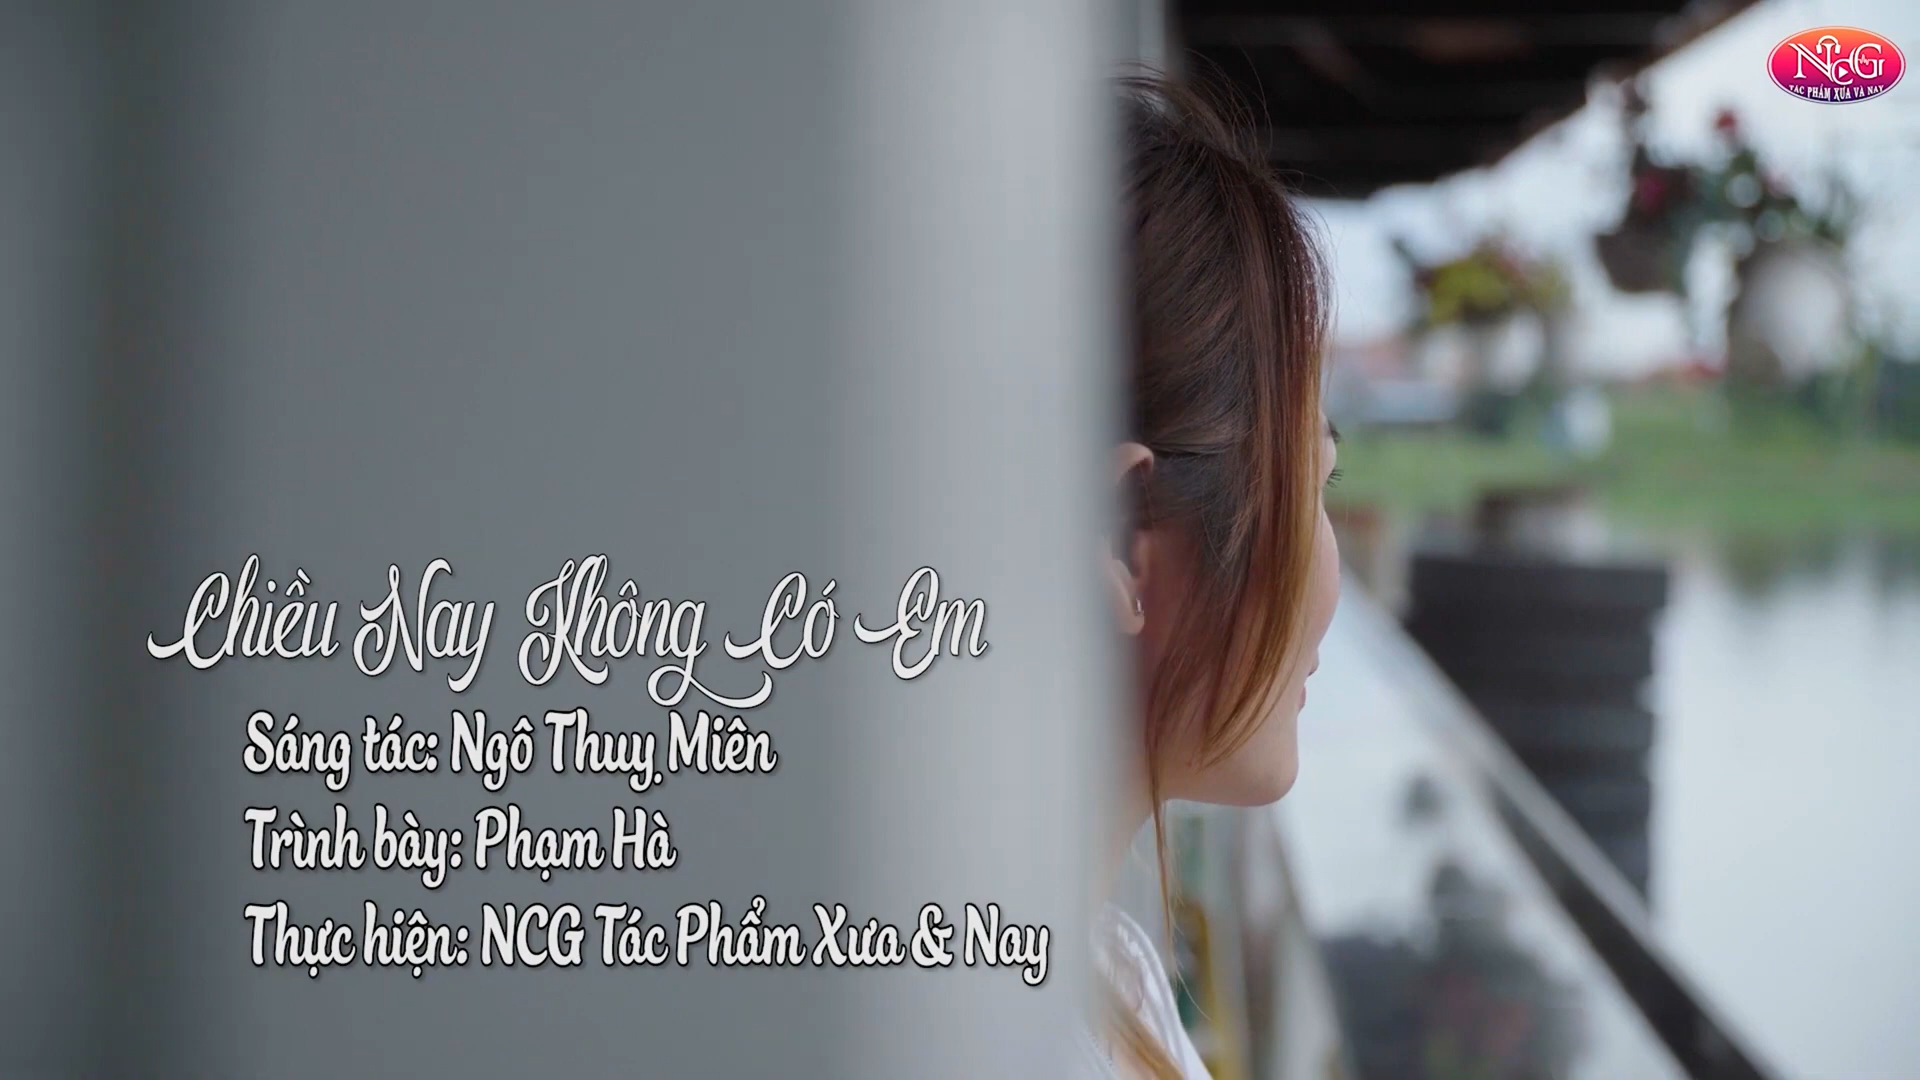 NCG
TÁC PHẨM XƯA VÀ NAY
Chiều Nay Không Có Em
Sáng tác: Ngô Thuỵ Miên
Trình bày: Phạm Hà
Thực hiện: NCG Tác Phẩm Xưa & Nay